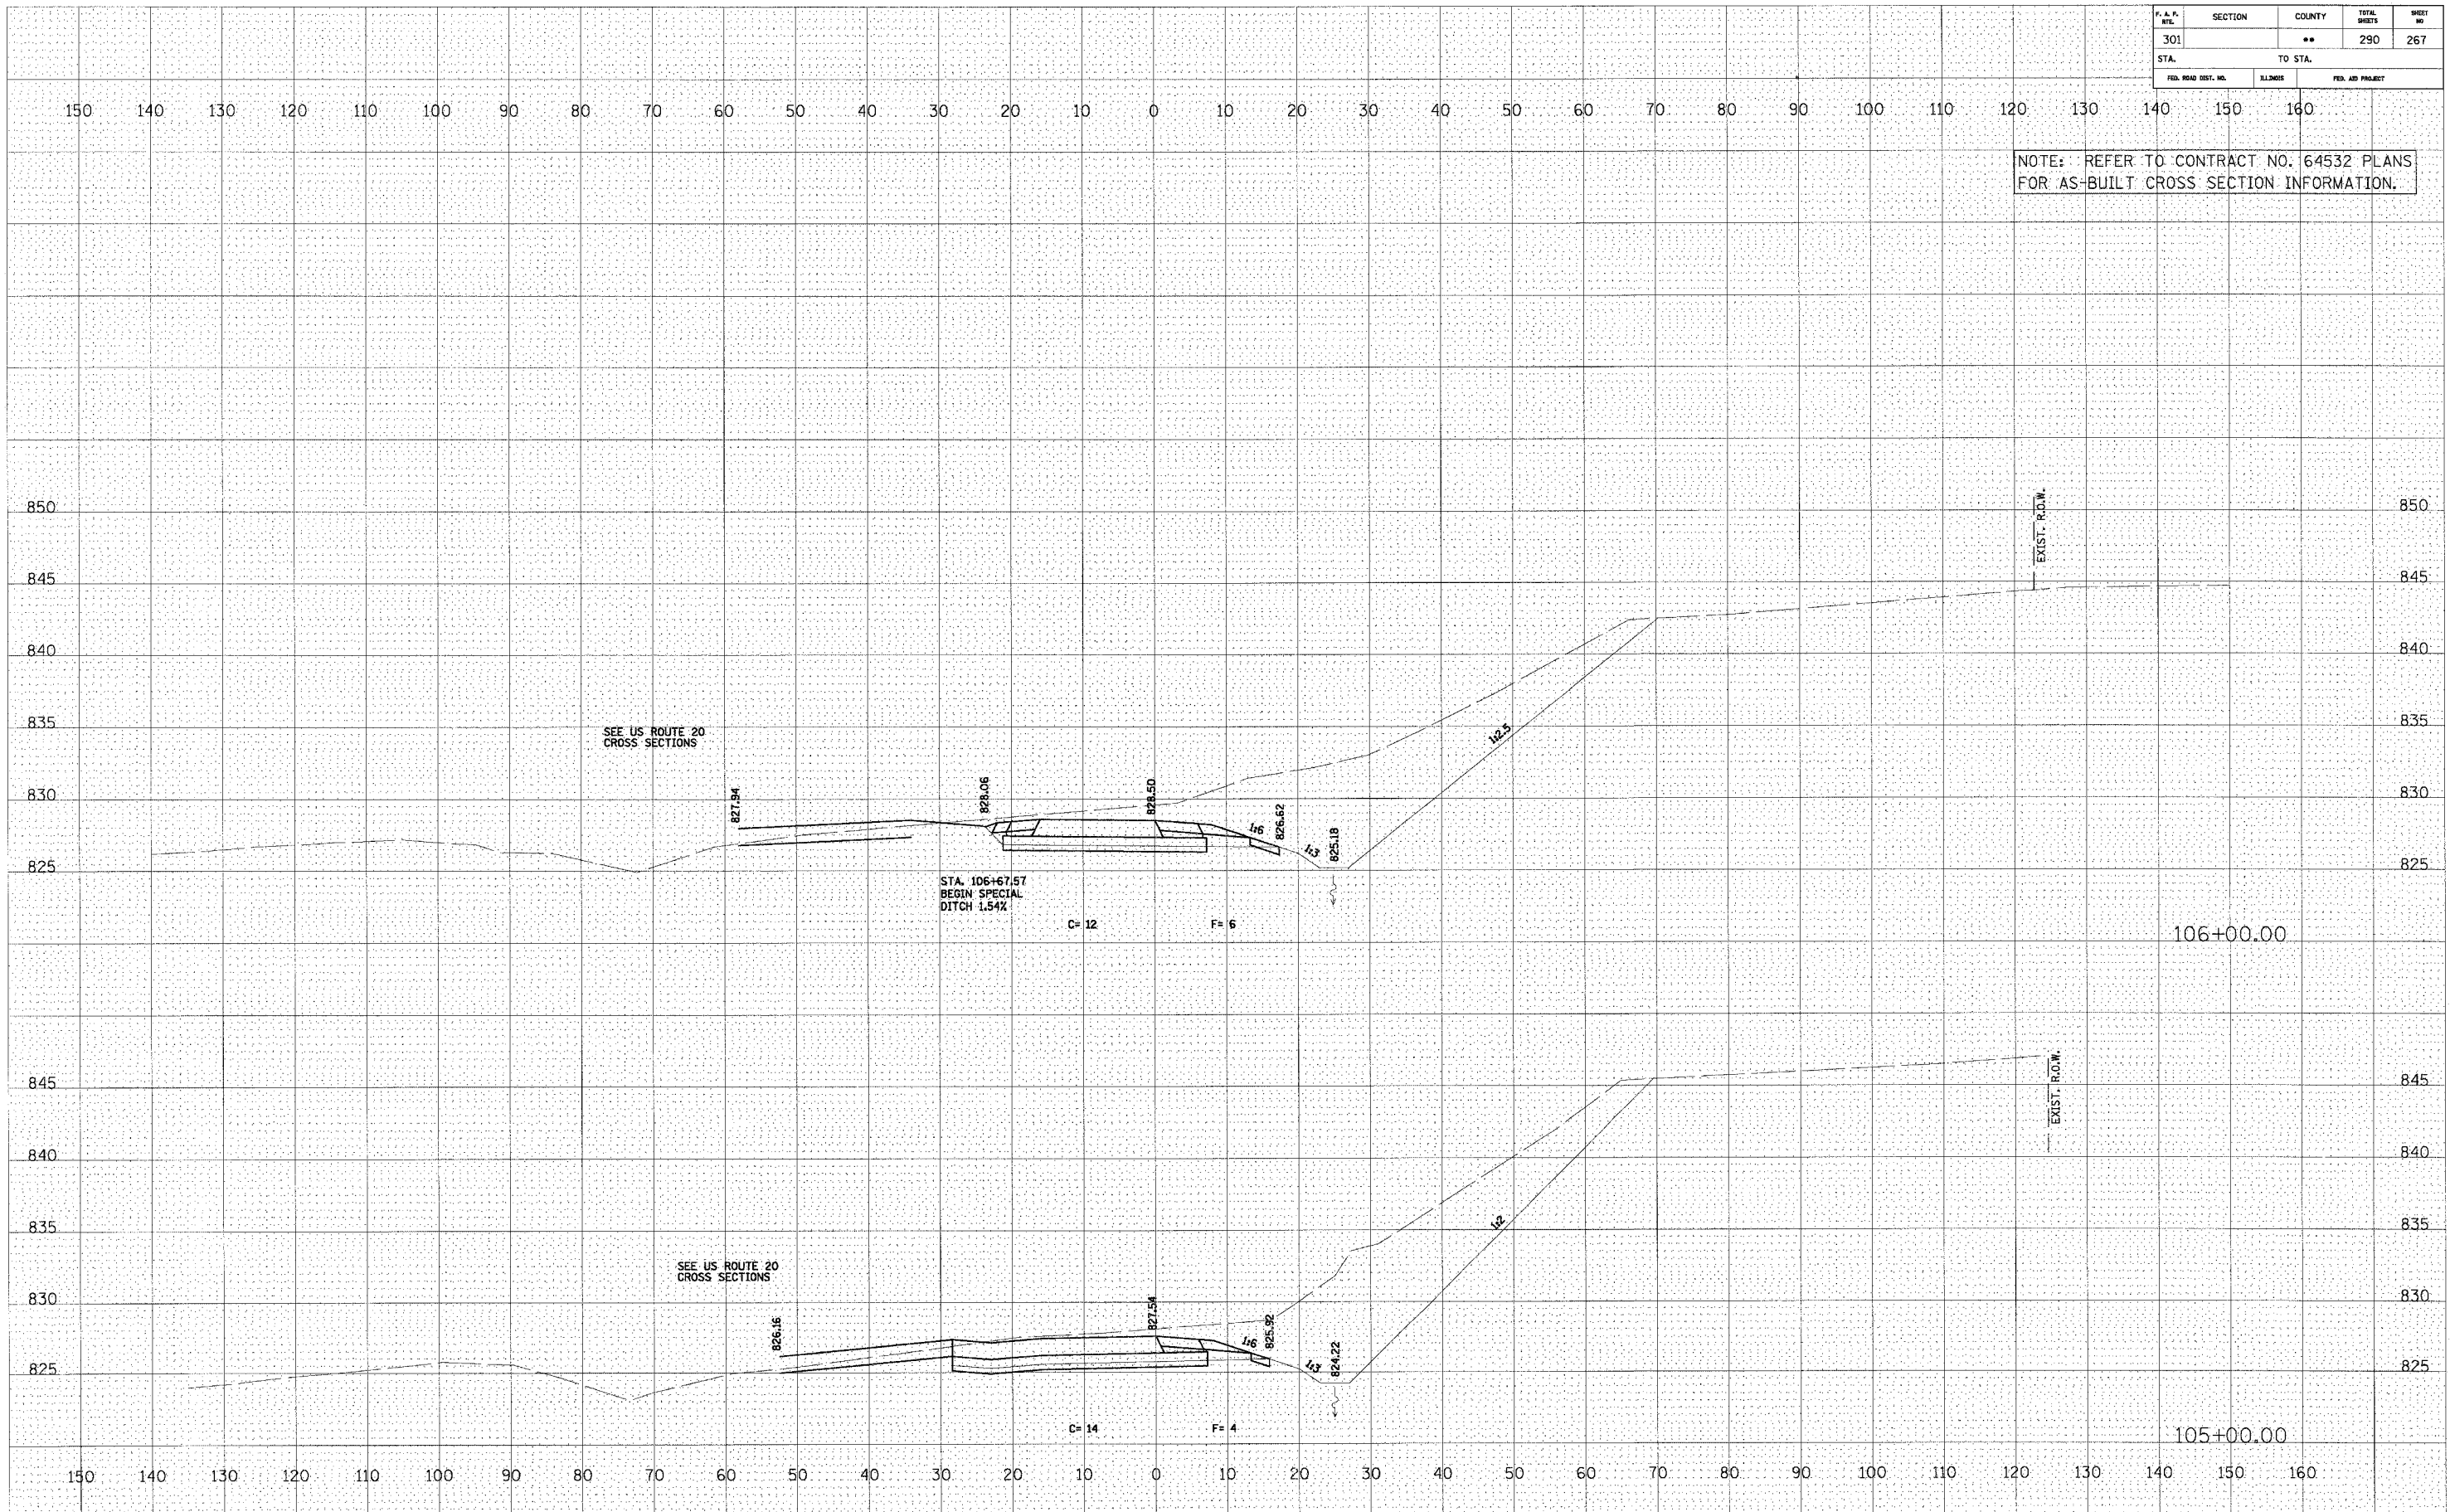 F. A. P. RTE. SECTION COUNTY TOTAL SHEETS SHEET NO
301 ** 290 267
STA. TO STA.
FED. ROAD DIST. NO. ILLINOIS FED. AID PROJECT
150 140 130 120 110 100 90 80 70 60 50 40 30 20 10 0 10 20 30 40 50 60 70 80 90 100 110 120 130 140 150 160
NOTE: REFER TO CONTRACT NO. 64532 PLANS
FOR AS-BUILT CROSS SECTION INFORMATION.
850 850
EXIST. R.O.W.
845 845
840 840
835 835
SEE US ROUTE 20
CROSS SECTIONS
1:2.5
830 830
827.94
828.06
828.50
1:6
826.62
1:3
825.18
825 825
STA. 106+67.57
BEGIN SPECIAL
DITCH 1.54%
C= 12 F= 6
106+00.00
845 845
EXIST. R.O.W.
840 840
835 835
1:2
SEE US ROUTE 20
CROSS SECTIONS
830 830
826.16
827.54
1:6
825.92
1:3
824.22
825 825
C= 14 F= 4
105+00.00
150 140 130 120 110 100 90 80 70 60 50 40 30 20 10 0 10 20 30 40 50 60 70 80 90 100 110 120 130 140 150 160